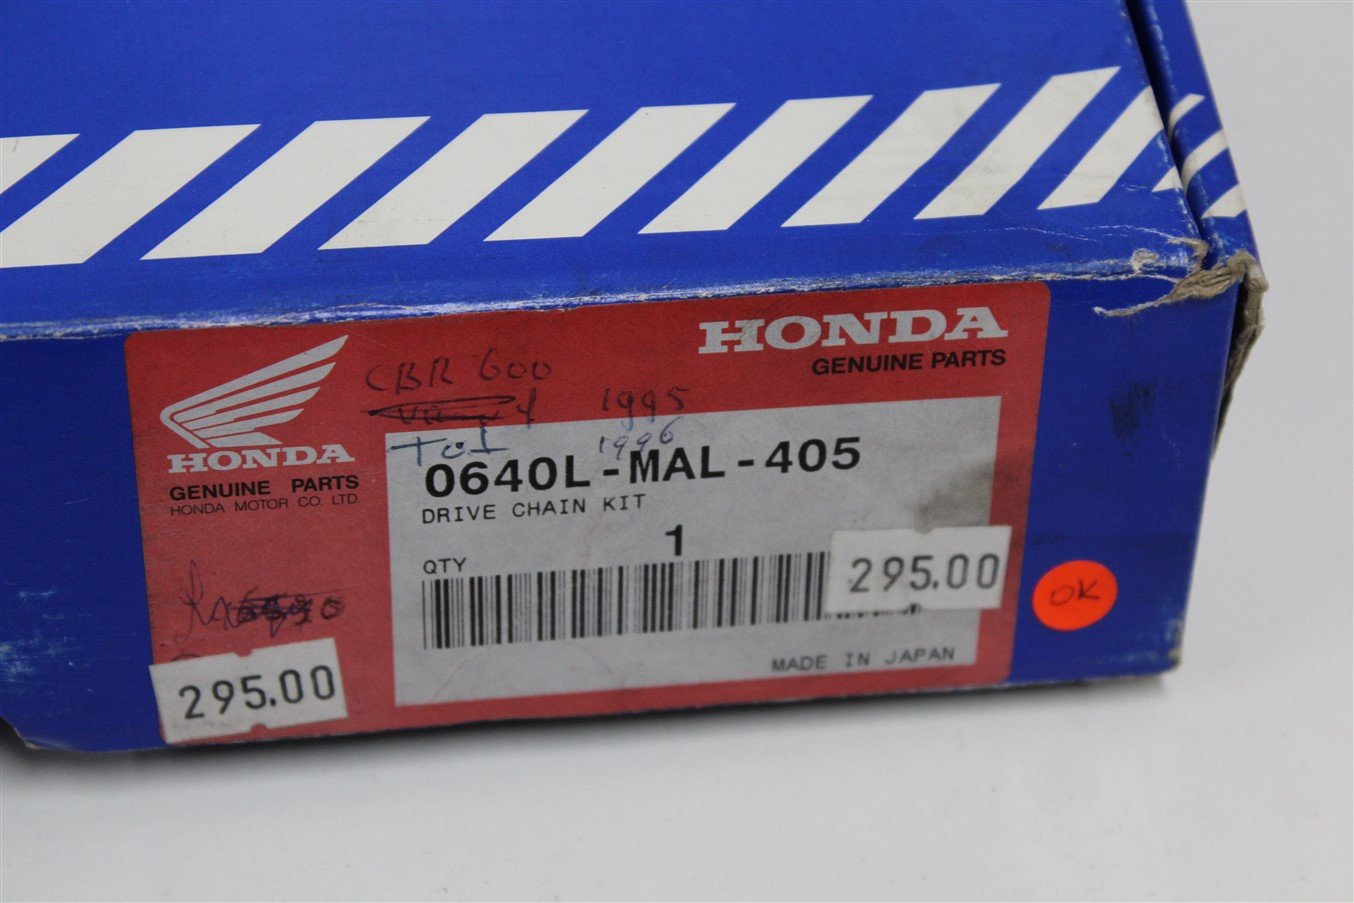 HONDA
GENUINE PARTS
CBR 600
1995
1996
HONDA
GENUINE PARTS
HONDA MOTOR CO. LTD.
0640L-MAL-405
DRIVE CHAIN KIT
QTY 1
295.00
OK
MADE IN JAPAN
295.00